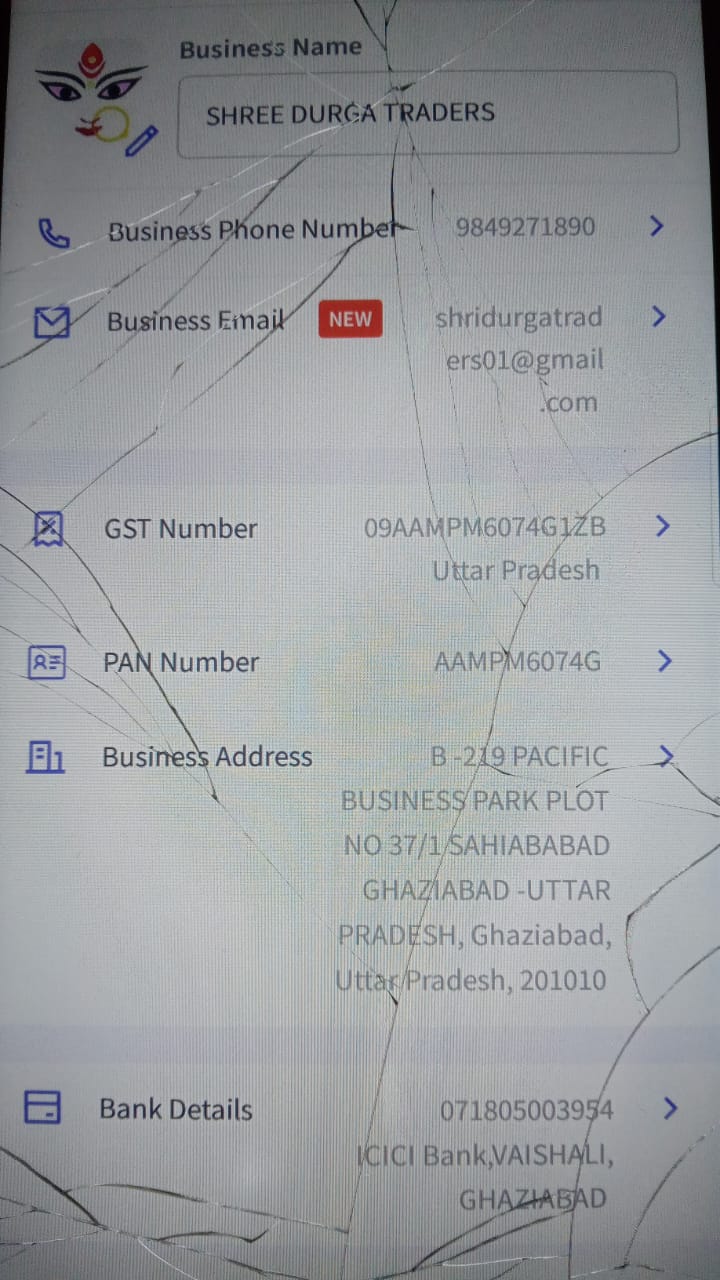 Business Name
SHREE DURGA TRADERS
Business Phone Number 9849271890
Business Email NEW shridurgatrad
ers01@gmail
.com
GST Number 09AAMPM6074G1ZB
Uttar Pradesh
PAN Number AAMPM6074G
Business Address B -219 PACIFIC
BUSINESS PARK PLOT
NO 37/1 SAHIABABAD
GHAZIABAD -UTTAR
PRADESH, Ghaziabad,
Uttar Pradesh, 201010
Bank Details 071805003954
ICICI Bank,VAISHALI,
GHAZIABAD